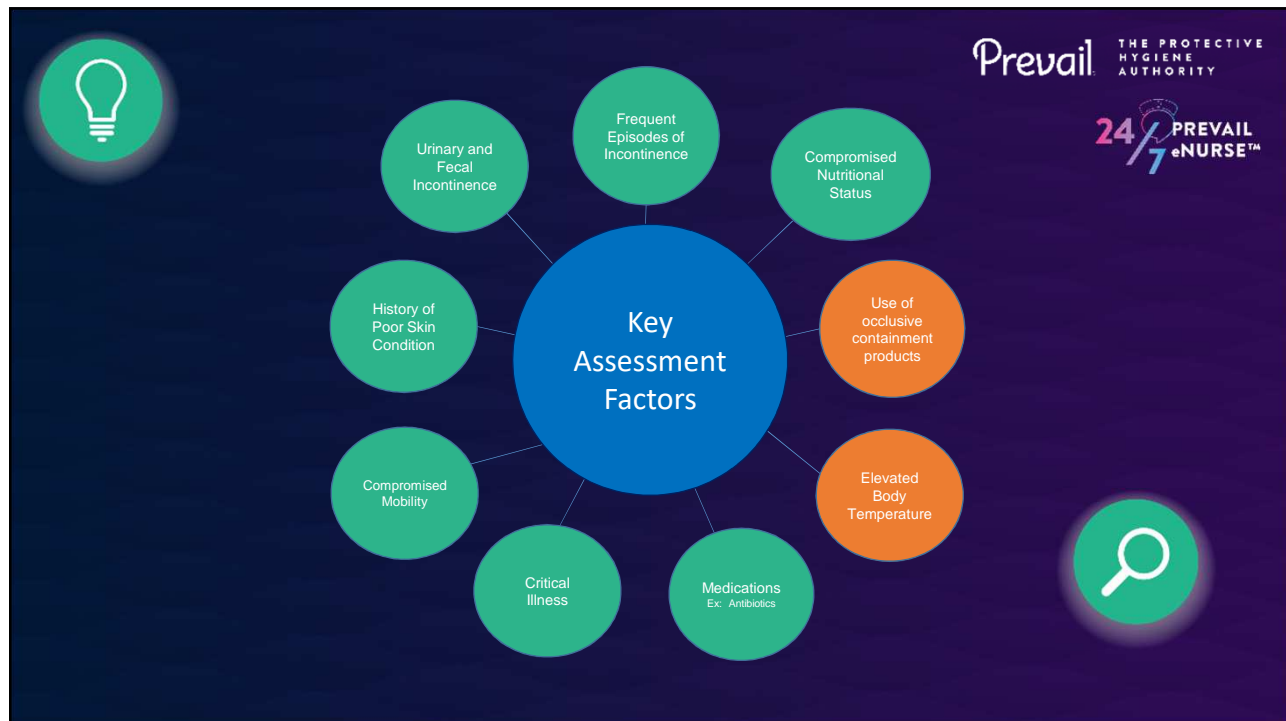 Prevail
THE PROTECTIVE
HYGIENE
AUTHORITY
24/7 PREVAIL
eNURSE™
Frequent
Episodes of
Incontinence
Urinary and
Fecal
Incontinence
Compromised
Nutritional
Status
History of
Poor Skin
Condition
Key
Assessment
Factors
Use of
occlusive
containment
products
Compromised
Mobility
Elevated
Body
Temperature
Critical
Illness
Medications
Ex: Antibiotics